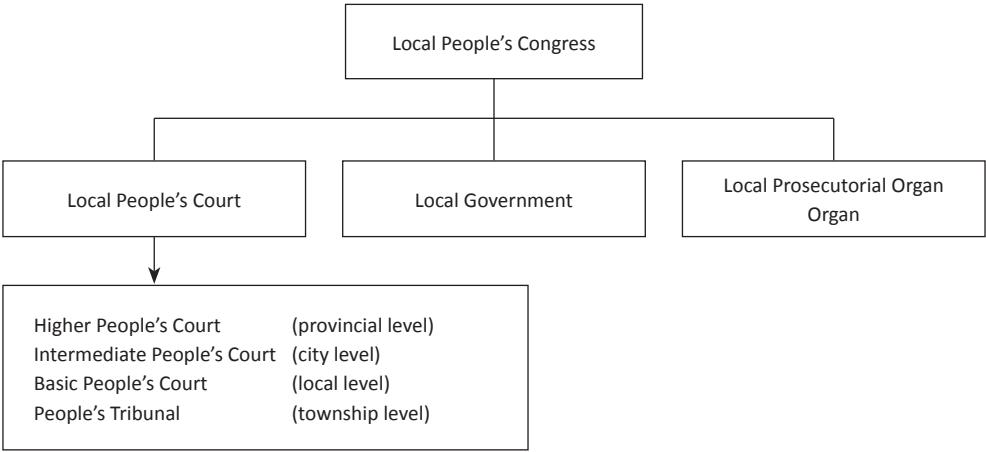 Local People’s Congress
Local People’s Court
Local Government
Local Prosecutorial Organ
Organ
Higher People’s Court (provincial level)
Intermediate People’s Court (city level)
Basic People’s Court (local level)
People’s Tribunal (township level)